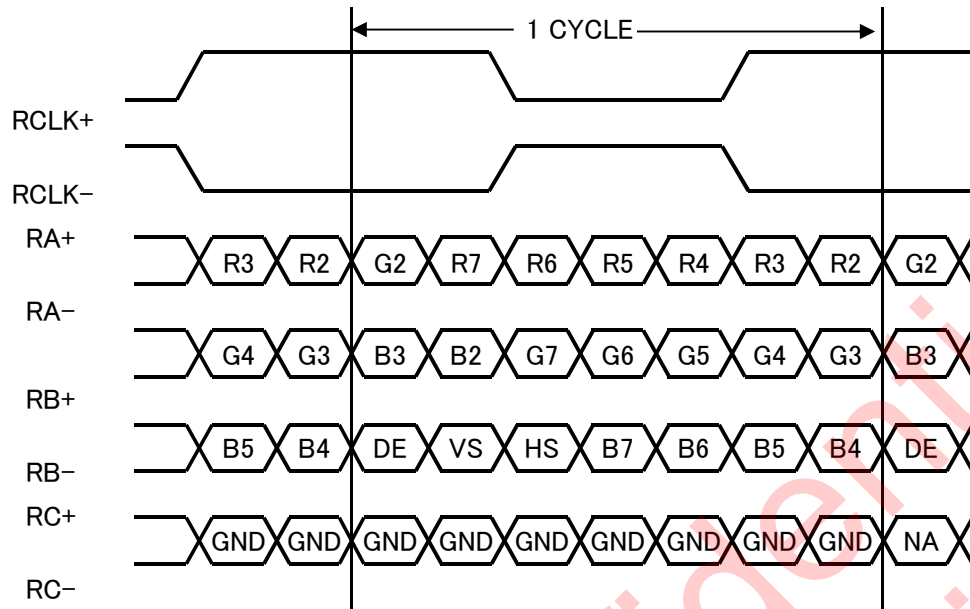 1 CYCLE
RCLK+
RCLK-
RA+
R3 R2 G2 R7 R6 R5 R4 R3 R2 G2
RA-
G4 G3 B3 B2 G7 G6 G5 G4 G3 B3
RB+
B5 B4 DE VS HS B7 B6 B5 B4 DE
RB-
RC+
GND GND GND GND GND GND GND GND GND NA
RC-
identi